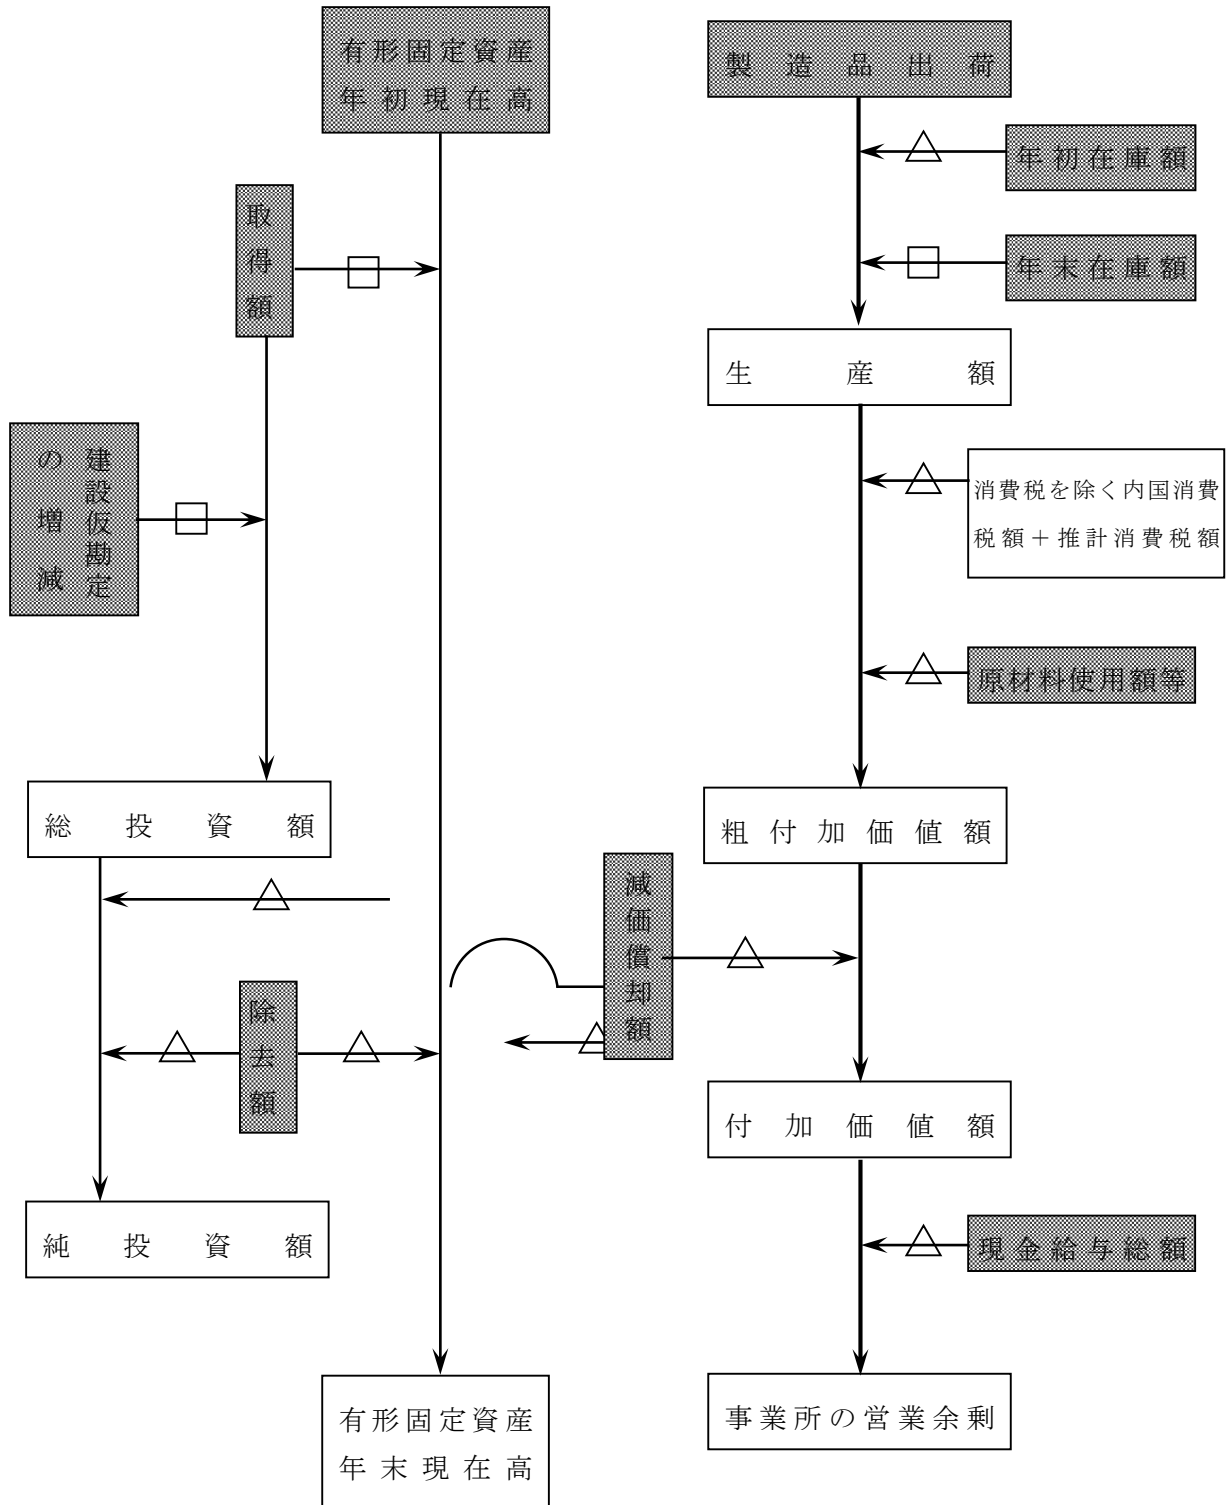 有形固定資産
年初現在高
製造品出荷
年初在庫額
取得額
年末在庫額
生産額
建設仮勘定
の増減
消費税を除く内国消費
税額＋推計消費税額
原材料使用額等
総投資額
粗付加価値額
減価償却額
除去額
付加価値額
純投資額
現金給与総額
有形固定資産
年末現在高
事業所の営業余剰